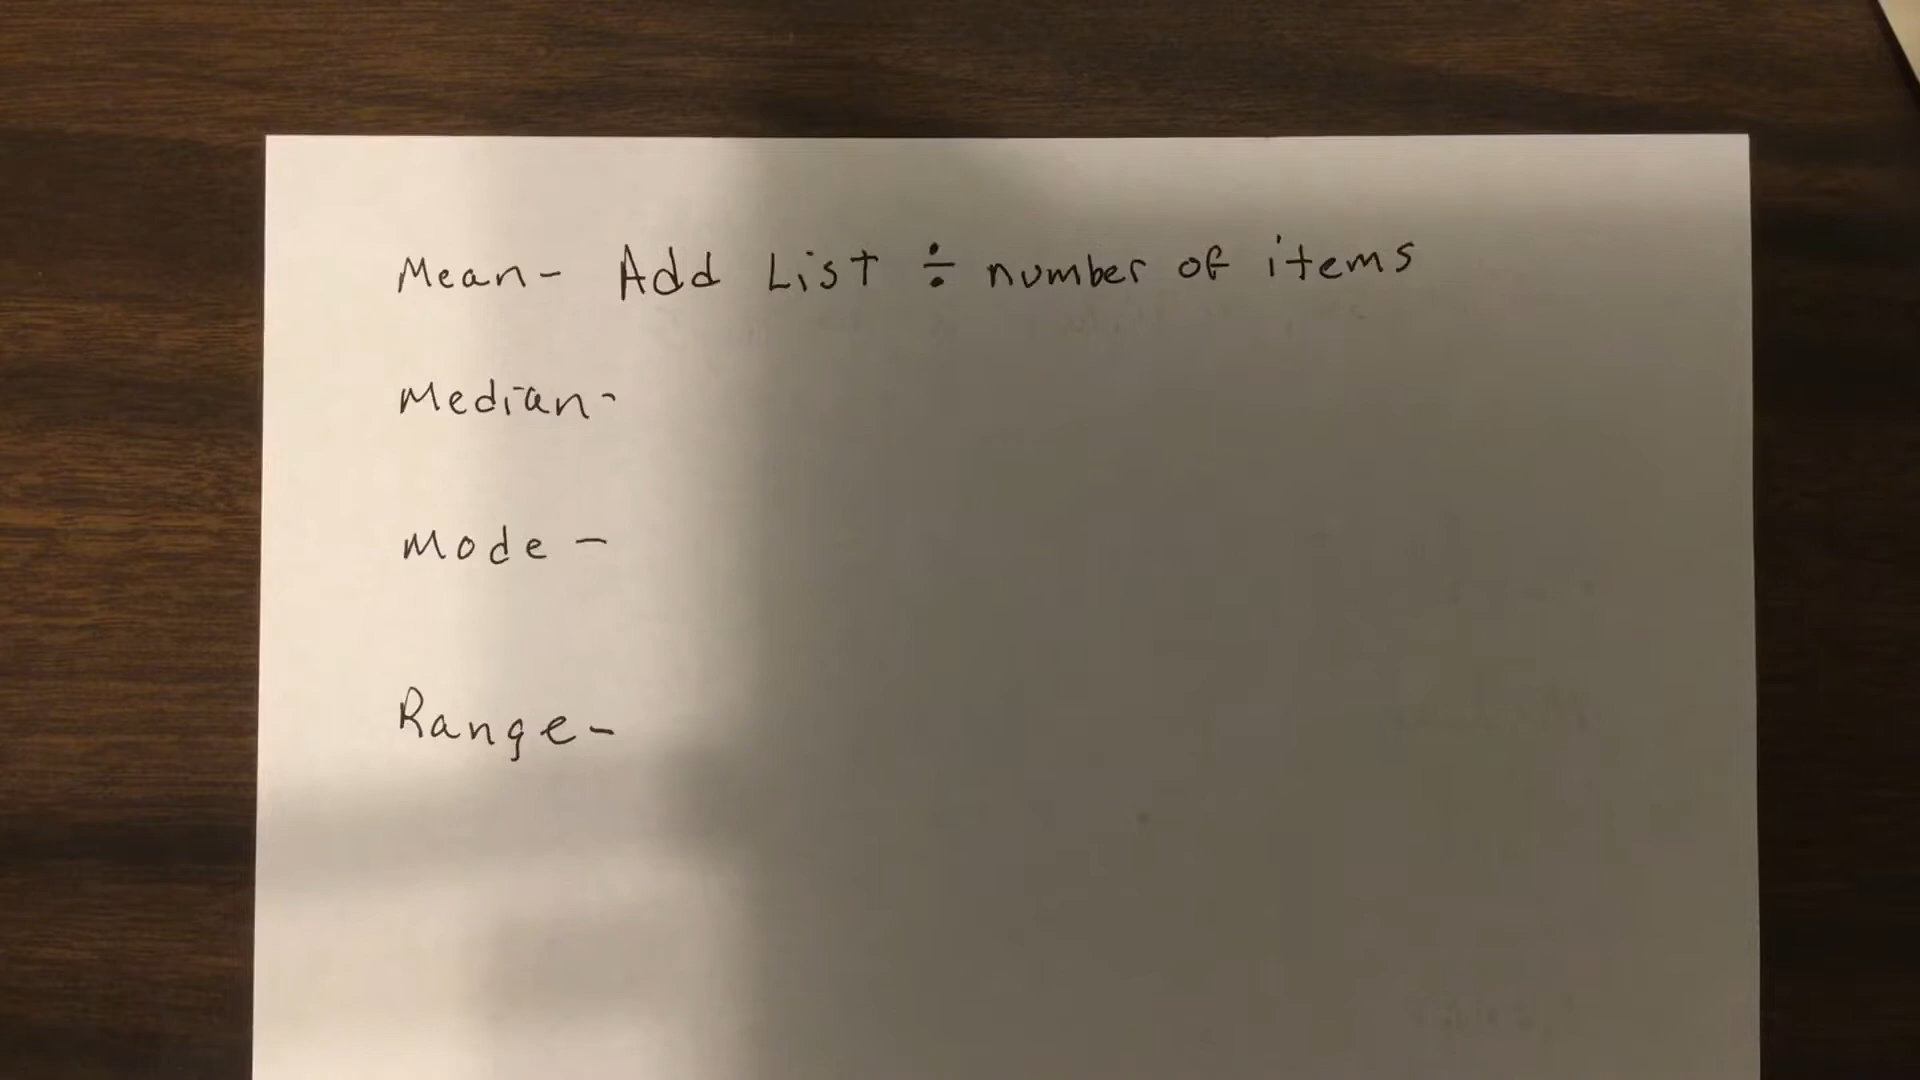 Mean- Add List ÷ number of items
Median-
Mode -
Range-